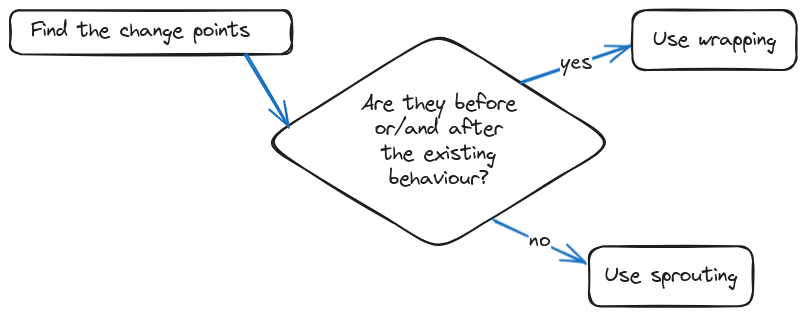 Find the change points
Use wrapping
yes
Are they before
or/and after
the existing
behaviour?
no
Use sprouting